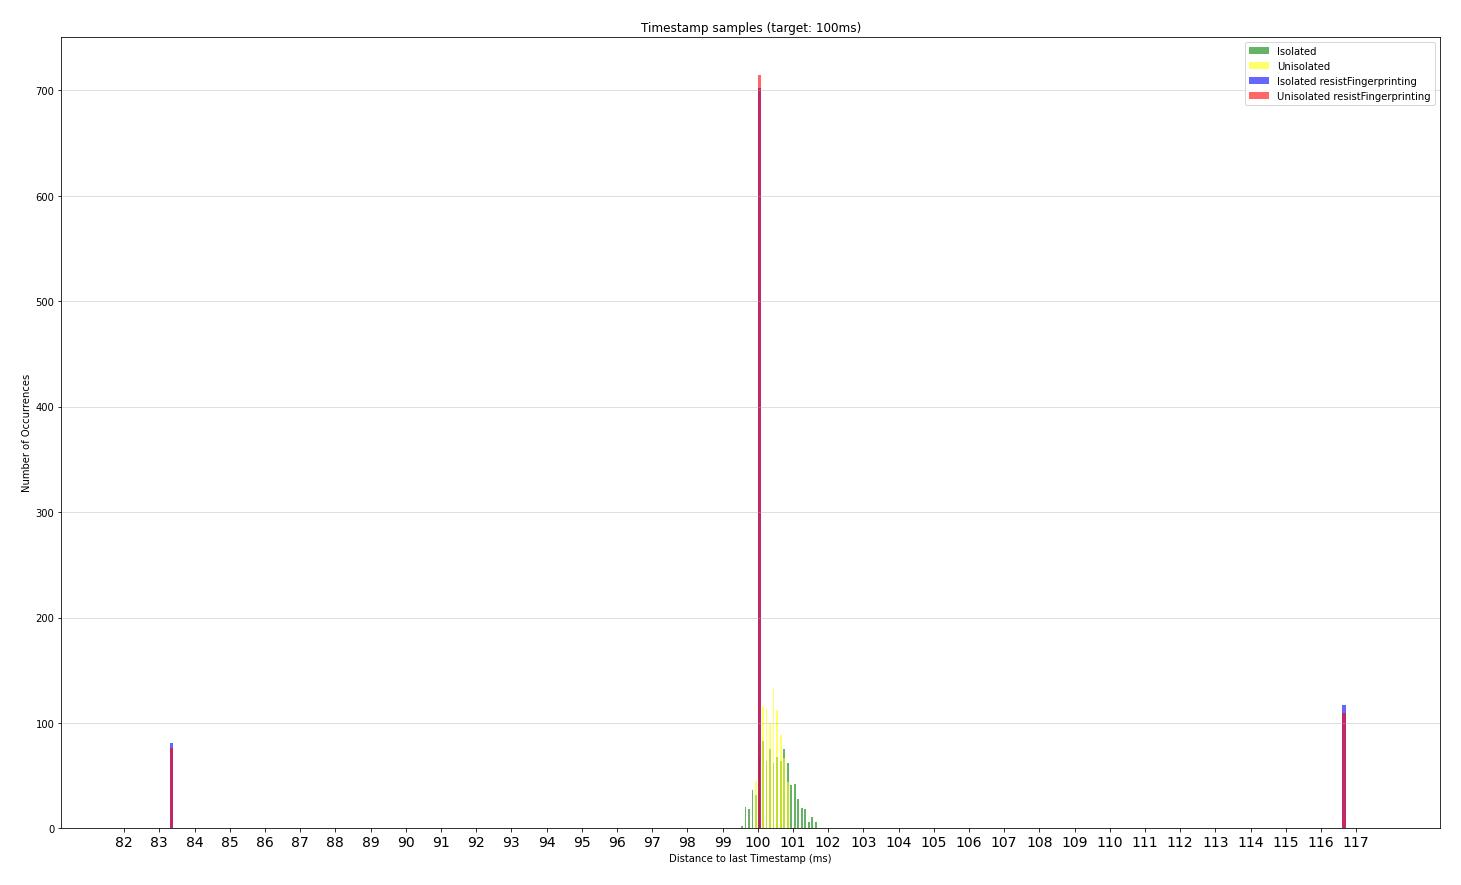 Timestamp samples (target: 100ms)
Isolated
Unisolated
Isolated resistFingerprinting
Unisolated resistFingerprinting
700
600
500
400
300
200
100
0
Number of Occurrences
82 83 84 85 86 87 88 89 90 91 92 93 94 95 96 97 98 99 100 101 102 103 104 105 106 107 108 109 110 111 112 113 114 115 116 117
Distance to last Timestamp (ms)